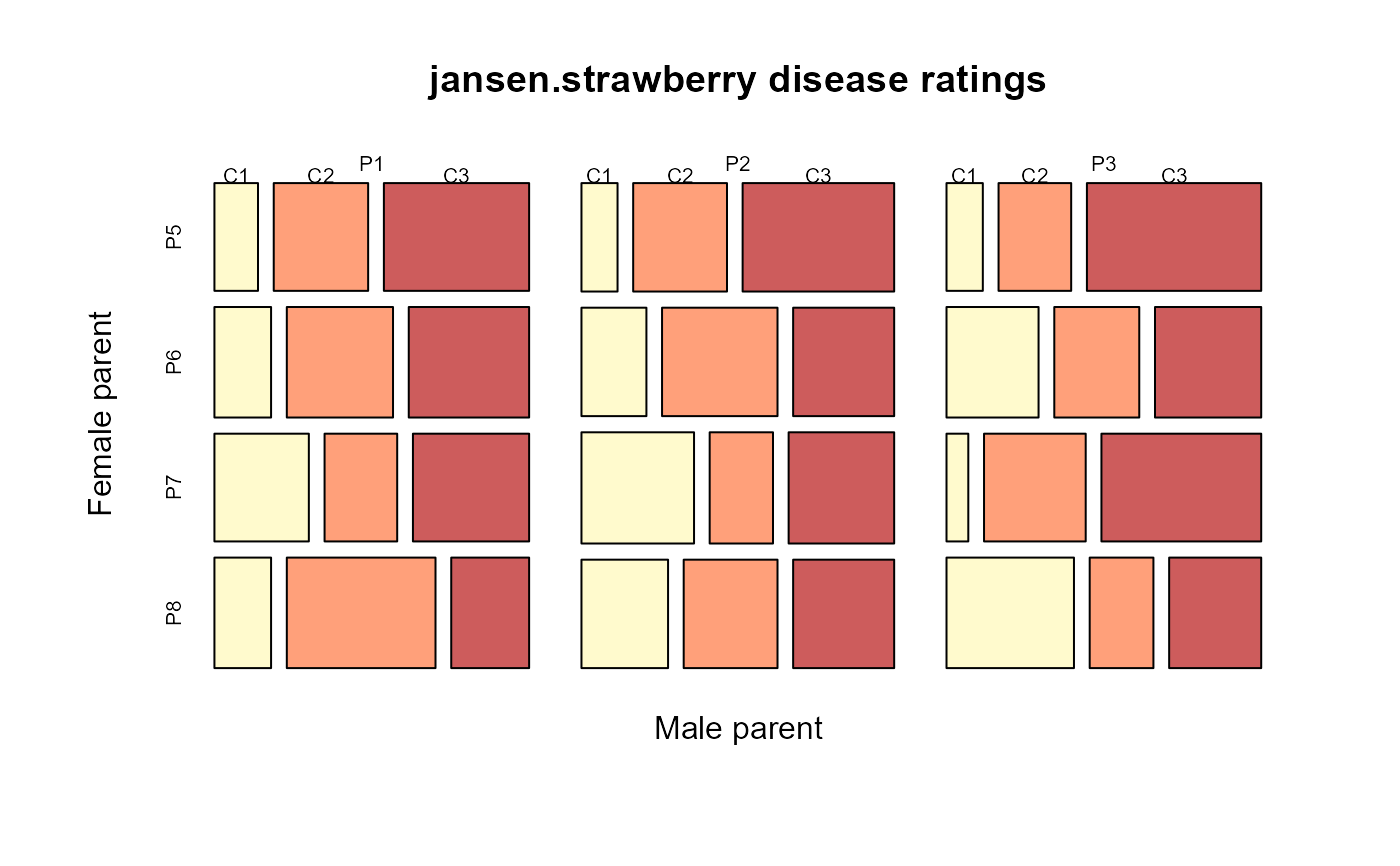 jansen.strawberry disease ratings
P1 P2 P3
C1 C2 C3 C1 C2 C3 C1 C2 C3
P5
P6
P7
P8
Female parent
Male parent